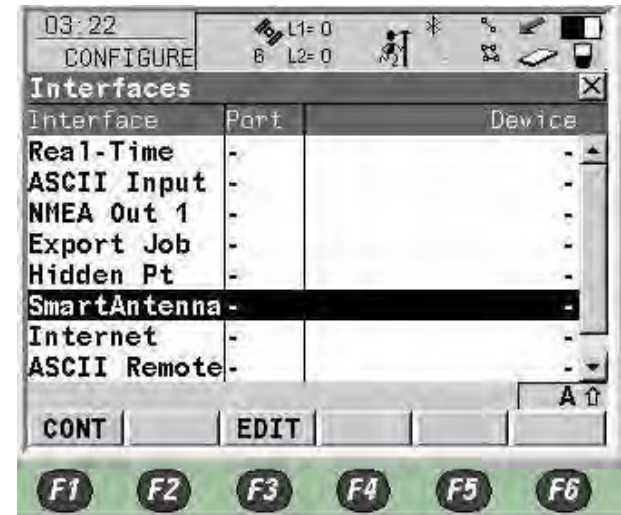 03:22 L1= 0
CONFIGURE 6 L2= 0
Interfaces
Interface Port Device
Real-Time - -
ASCII Input - -
NMEA Out 1 - -
Export Job - -
Hidden Pt - -
SmartAntenna - -
Internet - -
ASCII Remote - -
A
CONT EDIT
F1 F2 F3 F4 F5 F6